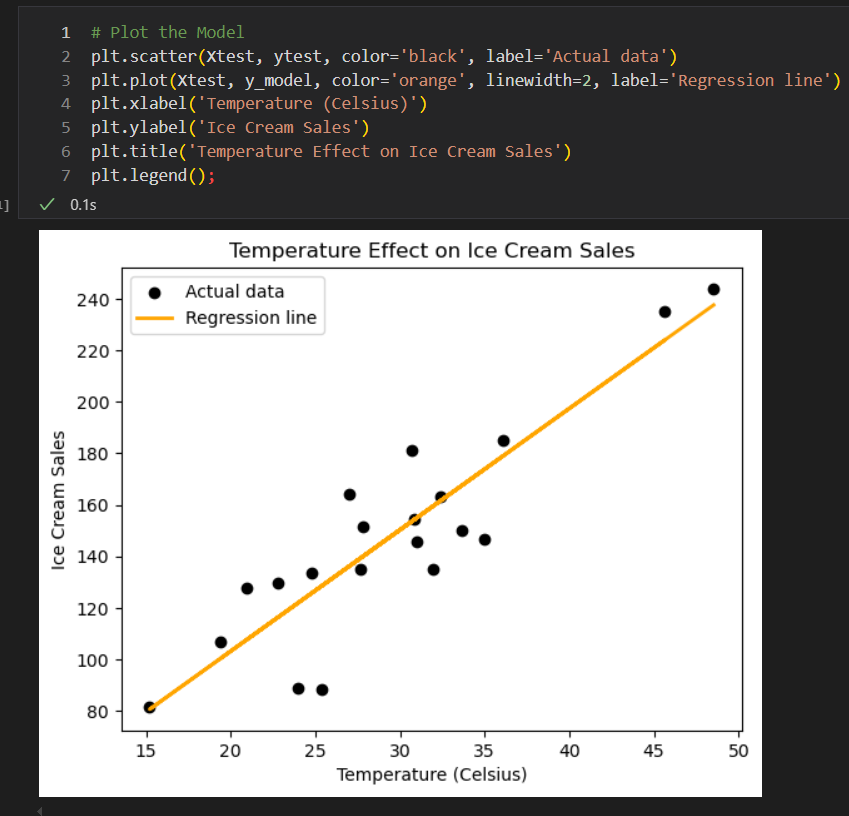 1 # Plot the Model
2 plt.scatter(Xtest, ytest, color='black', label='Actual data')
3 plt.plot(Xtest, y_model, color='orange', linewidth=2, label='Regression line')
4 plt.xlabel('Temperature (Celsius)')
5 plt.ylabel('Ice Cream Sales')
6 plt.title('Temperature Effect on Ice Cream Sales')
7 plt.legend();
] ✓ 0.1s
Temperature Effect on Ice Cream Sales
Actual data
Regression line
240
220
200
180
160
140
120
100
80
Ice Cream Sales
15 20 25 30 35 40 45 50
Temperature (Celsius)